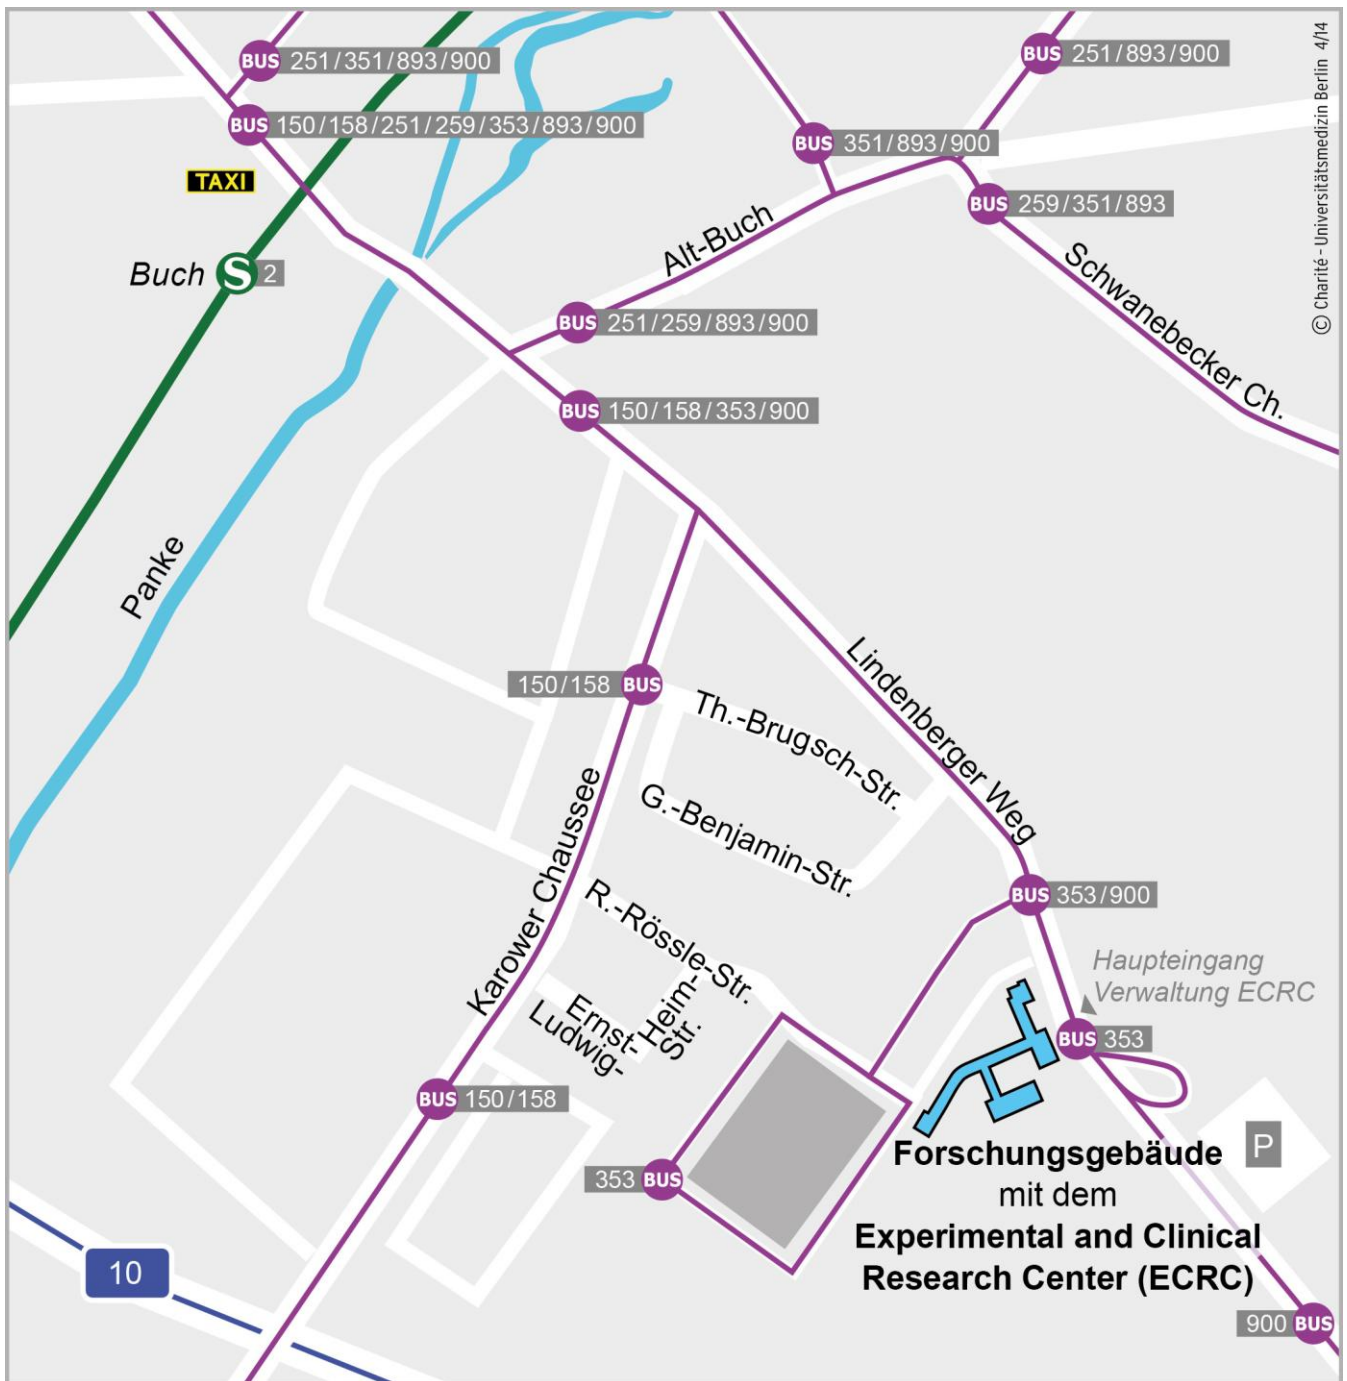 BUS 251/351/893/900
BUS 251/893/900
© Charité - Universitätsmedizin Berlin 4/14
BUS 150/158/251/259/353/893/900
BUS 351/893/900
TAXI
BUS 259/351/893
Alt-Buch
Buch S 2
Schwanebecker Ch.
BUS 251/259/893/900
BUS 150/158/353/900
Panke
150/158 BUS
Lindenberger Weg
Th.-Brugsch-Str.
G.-Benjamin-Str.
Karower Chaussee
R.-Rössle-Str.
BUS 353/900
Haupteingang
Verwaltung ECRC
Ernst-
Ludwig-
Heim-
Str.
BUS 353
BUS 150/158
P
353 BUS
Forschungsgebäude
mit dem
Experimental and Clinical
Research Center (ECRC)
10
900 BUS